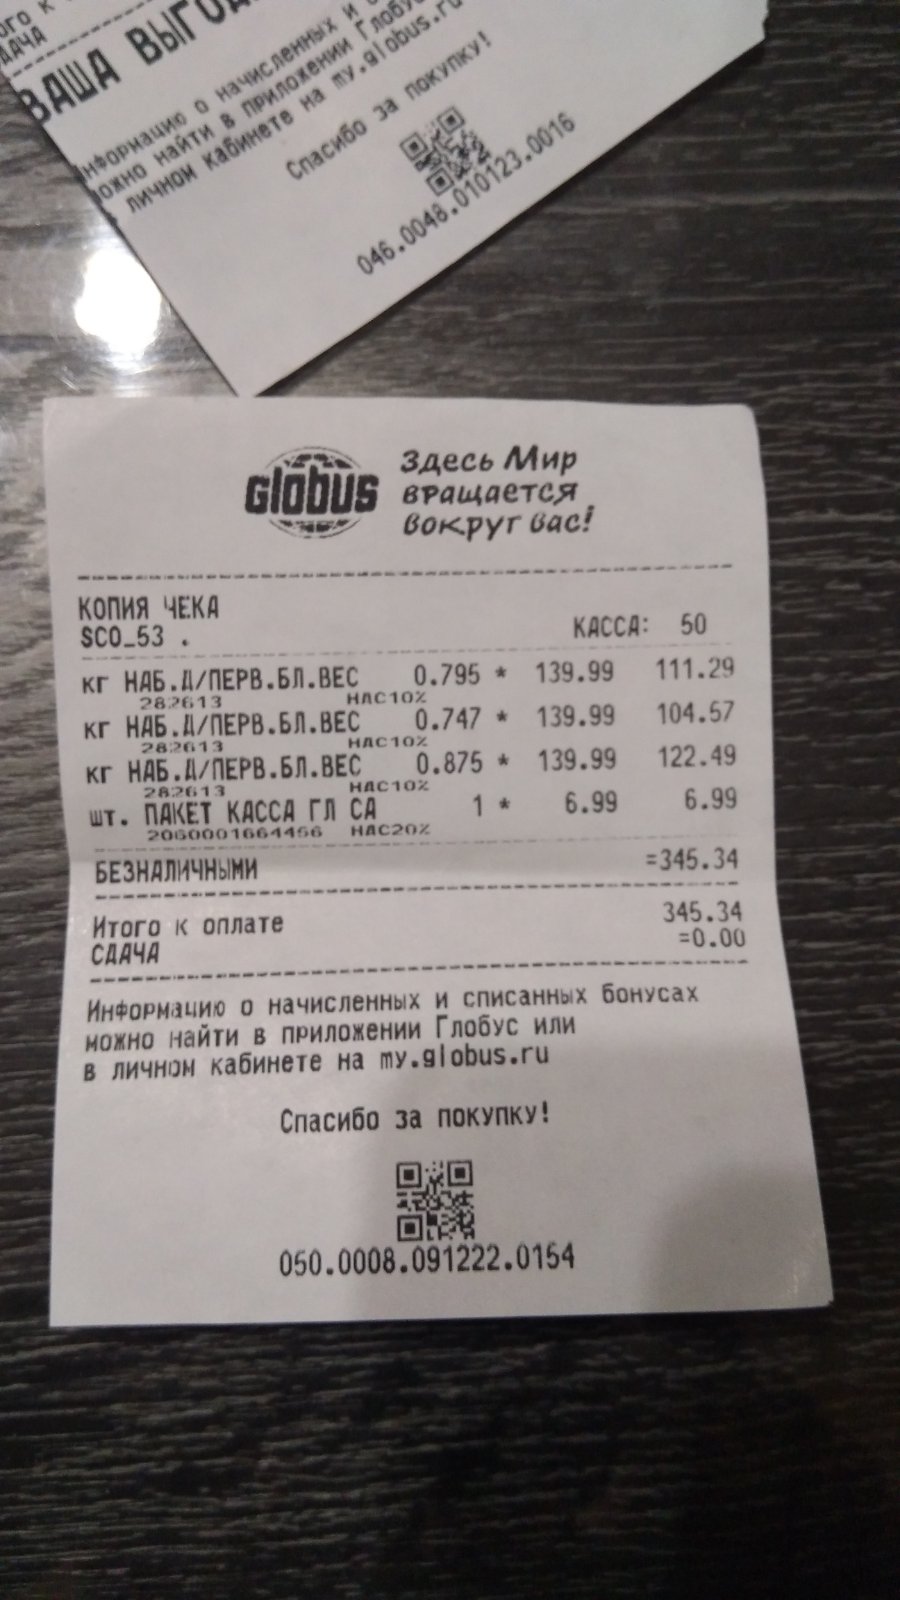 ЗДАЧА
ВАША ВЫГОД
Информацию о начисленных и с
можно найти в приложении Глобус
личном кабинете на my.globus.ru
Спасибо за покупку!
046.0048.010123.0016
Globus
Здесь Мир
вращается
вокруг вас!
КОПИЯ ЧЕКА
SCO_53 . КАССА: 50
кг НАБ.Д/ПЕРВ.БЛ.ВЕС 0.795 * 139.99 111.29
282613 НДС10%
кг НАБ.Д/ПЕРВ.БЛ.ВЕС 0.747 * 139.99 104.57
282613 НДС10%
кг НАБ.Д/ПЕРВ.БЛ.ВЕС 0.875 * 139.99 122.49
282613 НДС10%
шт. ПАКЕТ КАССА ГЛ СА 1 * 6.99 6.99
2060001664456 НДС20%
БЕЗНАЛИЧНЫМИ =345.34
Итого к оплате 345.34
СДАЧА =0.00
Информацию о начисленных и списанных бонусах
можно найти в приложении Глобус или
в личном кабинете на my.globus.ru
Спасибо за покупку!
050.0008.091222.0154